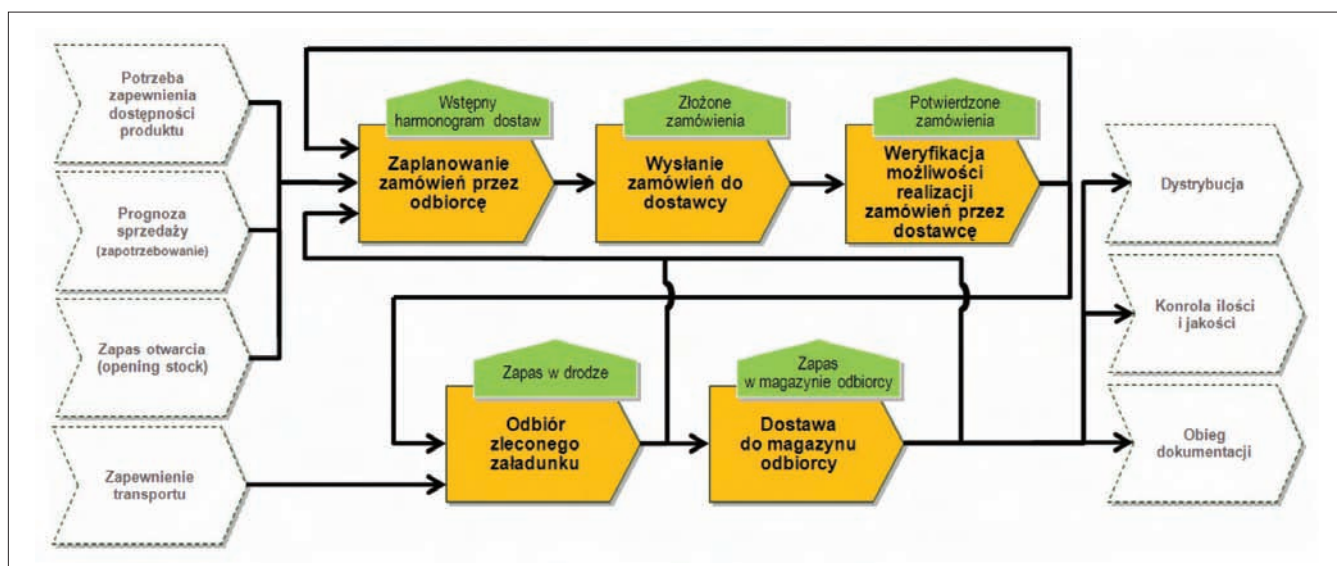 Potrzeba
zapewnienia
dostępności
produktu
Prognoza
sprzedaży
(zapotrzebowanie)
Zapas otwarcia
(opening stock)
Zapewnienie
transportu
Wstępny
harmonogram dostaw
Zaplanowanie
zamówień przez
odbiorcę
Złożone
zamówienia
Wysłanie
zamówień do
dostawcy
Potwierdzone
zamówienia
Weryfikacja
możliwości
realizacji
zamówień przez
dostawcę
Zapas w drodze
Odbiór
zleconego
załadunku
Zapas
w magazynie odbiorcy
Dostawa
do magazynu
odbiorcy
Dystrybucja
Konrola ilości
i jakości
Obieg
dokumentacji